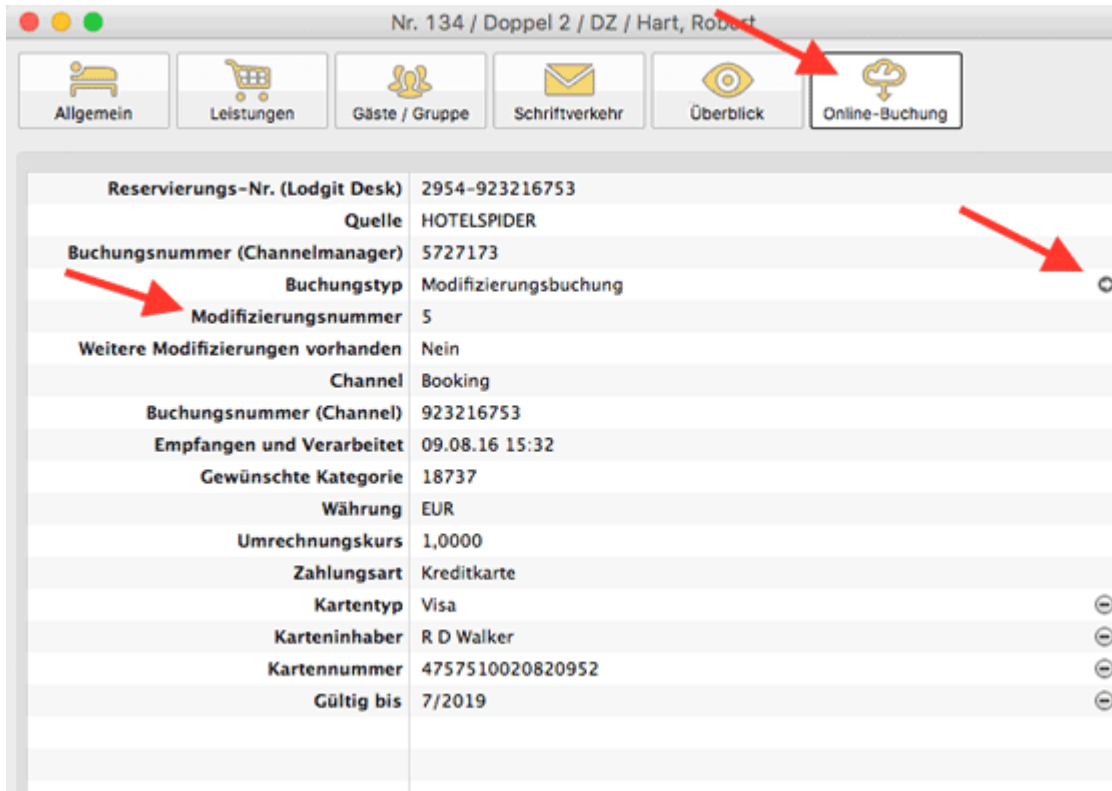 Nr. 134 / Doppel 2 / DZ / Hart, Robert
Allgemein Leistungen Gäste / Gruppe Schriftverkehr Überblick Online-Buchung
Reservierungs-Nr. (Lodgit Desk) 2954-923216753
Quelle HOTELSPIDER
Buchungsnummer (Channelmanager) 5727173
Buchungstyp Modifizierungsbuchung
Modifizierungsnummer 5
Weitere Modifizierungen vorhanden Nein
Channel Booking
Buchungsnummer (Channel) 923216753
Empfangen und Verarbeitet 09.08.16 15:32
Gewünschte Kategorie 18737
Währung EUR
Umrechnungskurs 1,0000
Zahlungsart Kreditkarte
Kartentyp Visa
Karteninhaber R D Walker
Kartennummer 4757510020820952
Gültig bis 7/2019